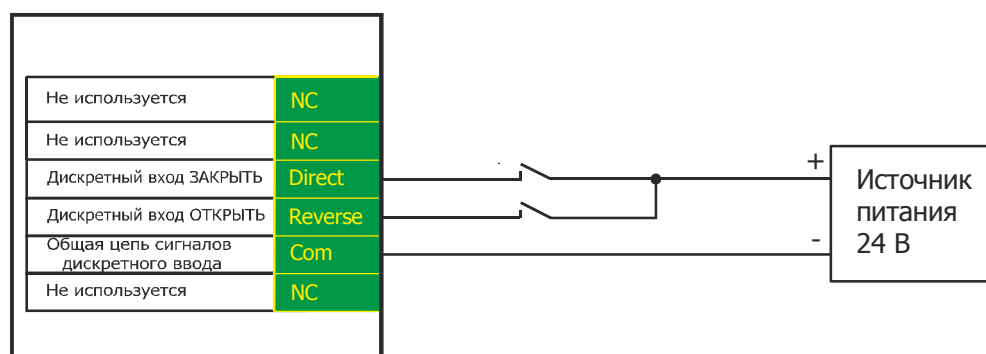 Не используется NC
Не используется NC
Дискретный вход ЗАКРЫТЬ Direct
Дискретный вход ОТКРЫТЬ Reverse
Общая цепь сигналов
дискретного ввода Com
Не используется NC
+
-
Источник
питания
24 В